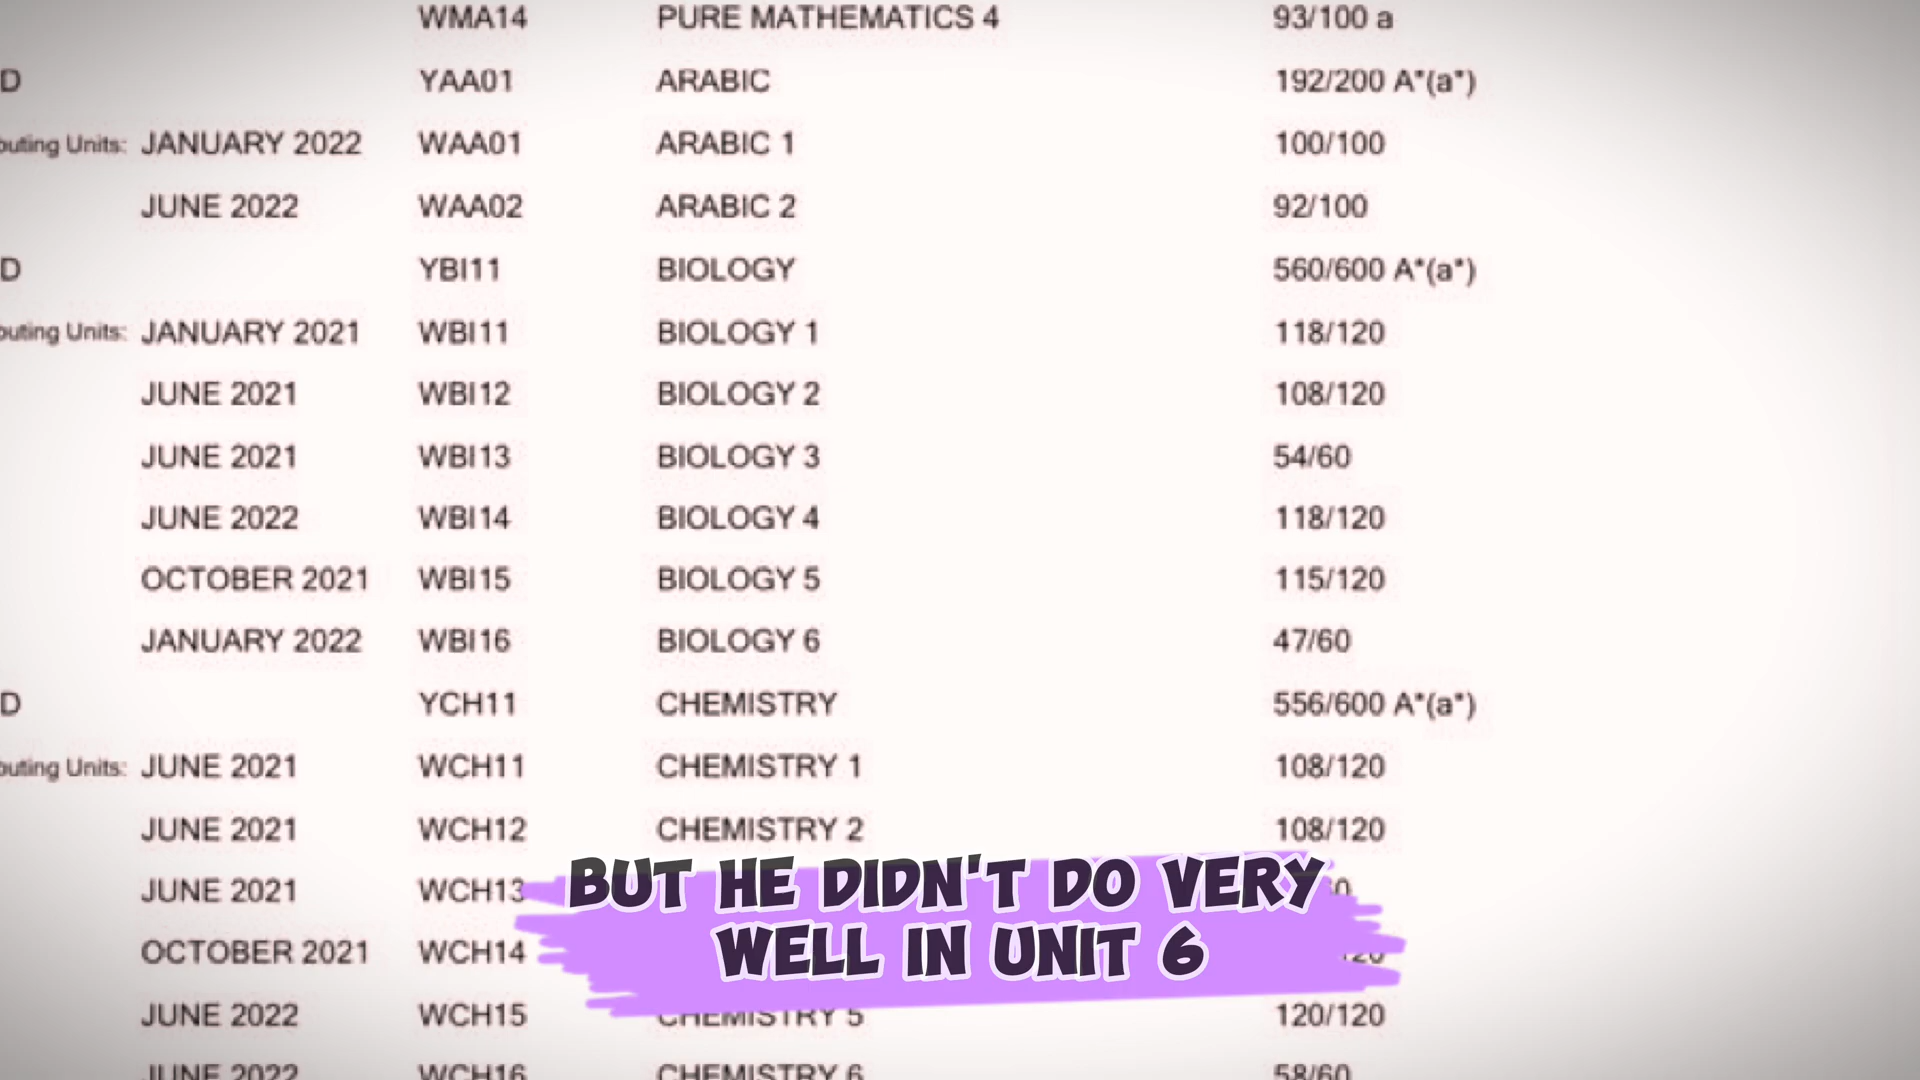 WMA14 PURE MATHEMATICS 4 93/100 a
D YAA01 ARABIC 192/200 A*(a*)
outing Units: JANUARY 2022 WAA01 ARABIC 1 100/100
JUNE 2022 WAA02 ARABIC 2 92/100
D YBI11 BIOLOGY 560/600 A*(a*)
outing Units: JANUARY 2021 WBI11 BIOLOGY 1 118/120
JUNE 2021 WBI12 BIOLOGY 2 108/120
JUNE 2021 WBI13 BIOLOGY 3 54/60
JUNE 2022 WBI14 BIOLOGY 4 118/120
OCTOBER 2021 WBI15 BIOLOGY 5 115/120
JANUARY 2022 WBI16 BIOLOGY 6 47/60
D YCH11 CHEMISTRY 556/600 A*(a*)
outing Units: JUNE 2021 WCH11 CHEMISTRY 1 108/120
JUNE 2021 WCH12 CHEMISTRY 2 108/120
JUNE 2021 WCH13
BUT HE DIDN'T DO VERY
WELL IN UNIT 6
OCTOBER 2021 WCH14
JUNE 2022 WCH15 CHEMISTRY 5 120/120
JUNE 2022 WCH16 CHEMISTRY 6 58/60